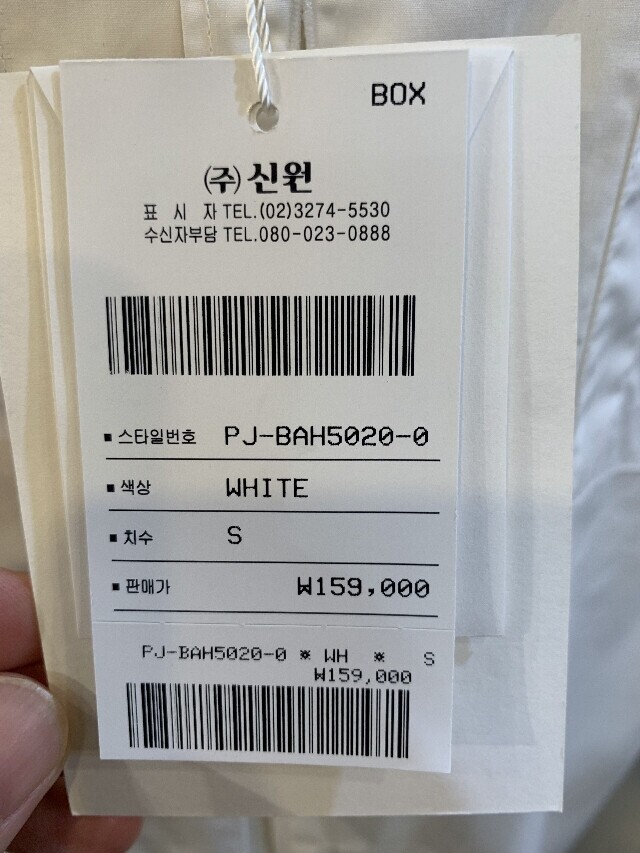 BOX
(주)신원
표 시 자 TEL.(02)3274-5530
수신자부담 TEL.080-023-0888
▪ 스타일번호 PJ-BAH5020-0
▪ 색상 WHITE
▪ 치수 S
▪ 판매가 ₩159,000
PJ-BAH5020-0 * WH * S
₩159,000